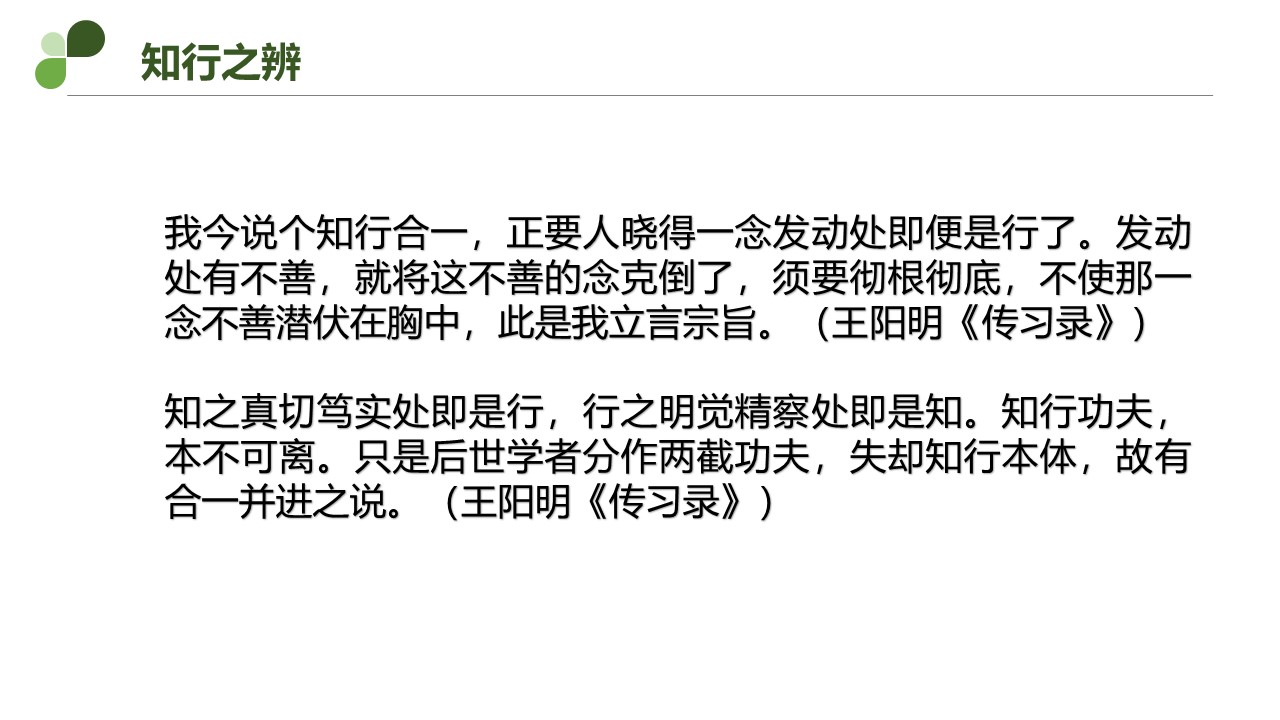 知行之辨
我今说个知行合一，正要人晓得一念发动处即便是行了。发动
处有不善，就将这不善的念克倒了，须要彻根彻底，不使那一
念不善潜伏在胸中，此是我立言宗旨。（王阳明《传习录》）
知之真切笃实处即是行，行之明觉精察处即是知。知行功夫，
本不可离。只是后世学者分作两截功夫，失却知行本体，故有
合一并进之说。（王阳明《传习录》）